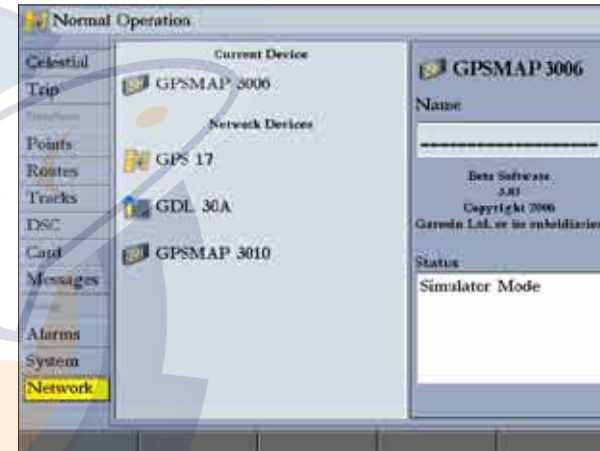 Normal Operation
Celestial
Trip
Points
Routes
Tracks
DSC
Card
Messages
Alarms
System
Network
Current Device
GPSMAP 3006
Network Devices
GPS 17
GDL 30A
GPSMAP 3010
GPSMAP 3006
Name
--------------------
Beta Software
3.03
Copyright 2006
Garmin Ltd. or its subsidiaries
Status
Simulator Mode